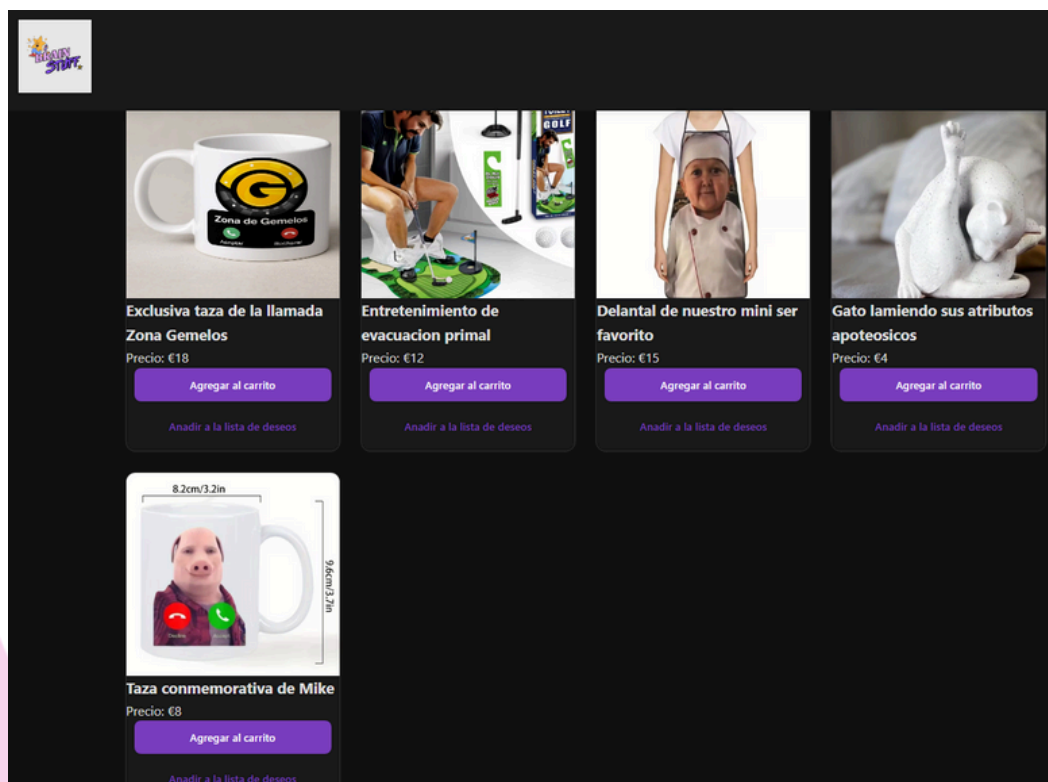 BRAIN
STUFF
Zona de Gemelos
GOLF
Exclusiva taza de la llamada
Zona Gemelos
Precio: €18
Agregar al carrito
Anadir a la lista de deseos
Entretenimiento de
evacuacion primal
Precio: €12
Agregar al carrito
Anadir a la lista de deseos
Delantal de nuestro mini ser
favorito
Precio: €15
Agregar al carrito
Anadir a la lista de deseos
Gato lamiendo sus atributos
apoteosicos
Precio: €4
Agregar al carrito
Anadir a la lista de deseos
8.2cm/3.2in
9.6cm/3.7in
Decline
Accept
Taza conmemorativa de Mike
Precio: €8
Agregar al carrito
Anadir a la lista de deseos